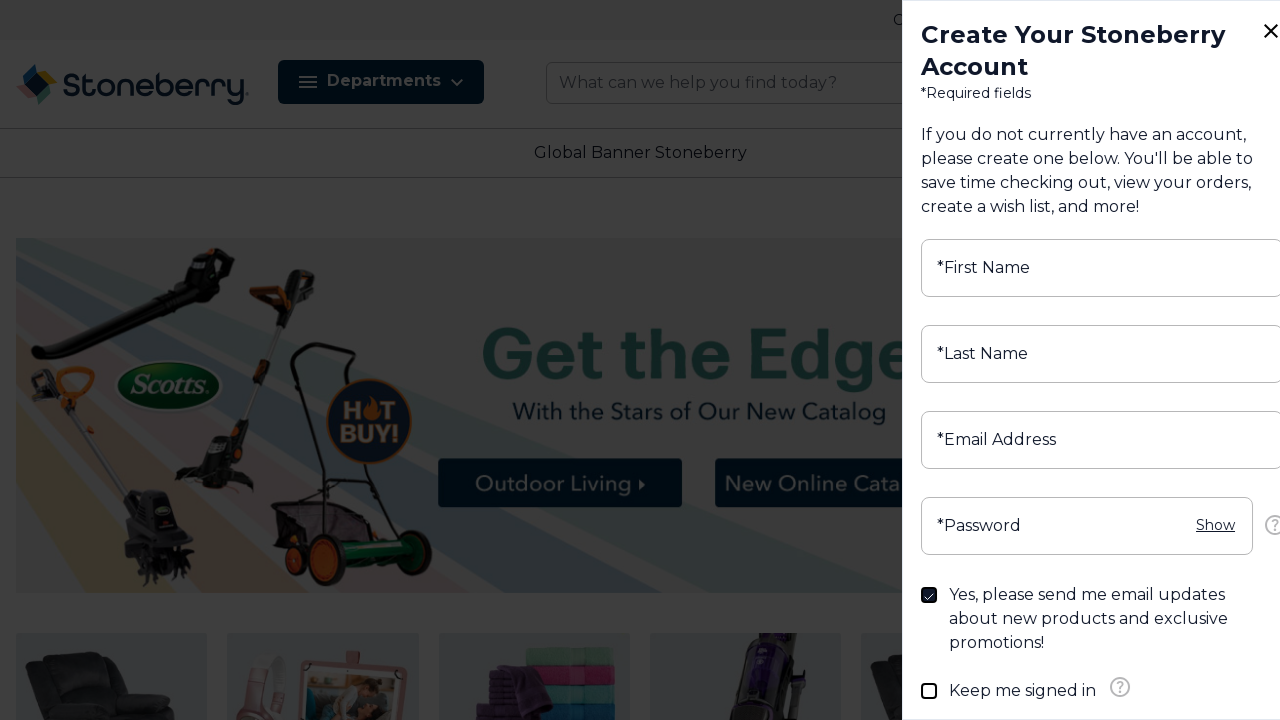 Stoneberry
Departments
What can we help you find today?
Global Banner Stoneberry
Scotts
HOT
BUY!
Get the Edge
With the Stars of Our New Catalog
Outdoor Living
New Online Cata
Create Your Stoneberry
Account
*Required fields
If you do not currently have an account,
please create one below. You'll be able to
save time checking out, view your orders,
create a wish list, and more!
*First Name
*Last Name
*Email Address
*Password
Show
Yes, please send me email updates
about new products and exclusive
promotions!
Keep me signed in